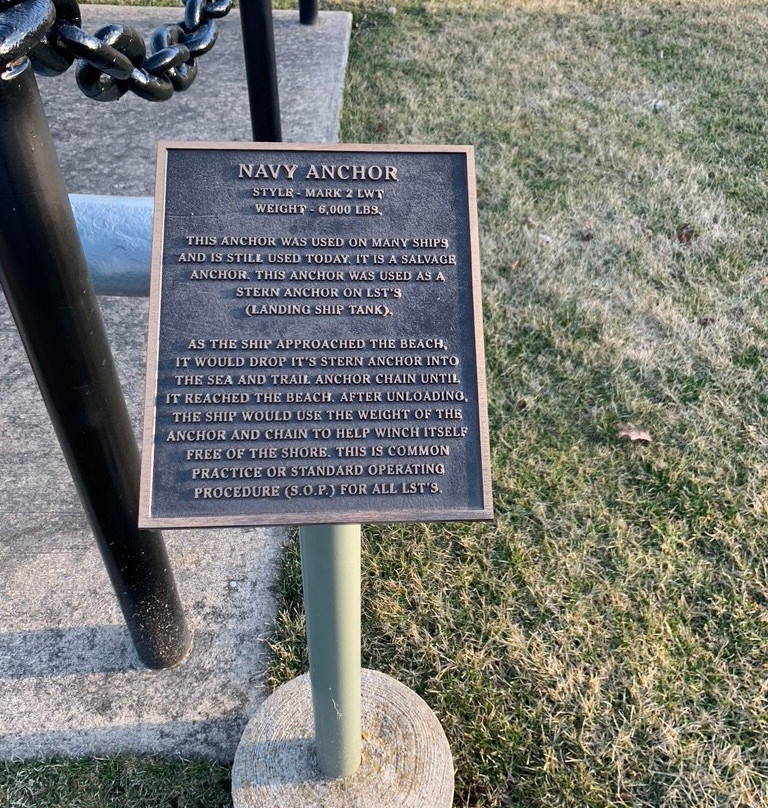 NAVY ANCHOR
STYLE - MARK 2 LWT
WEIGHT - 6,000 LBS.
THIS ANCHOR WAS USED ON MANY SHIPS
AND IS STILL USED TODAY. IT IS A SALVAGE
ANCHOR. THIS ANCHOR WAS USED AS A
STERN ANCHOR ON LST'S
(LANDING SHIP TANK).
AS THE SHIP APPROACHED THE BEACH,
IT WOULD DROP IT'S STERN ANCHOR INTO
THE SEA AND TRAIL ANCHOR CHAIN UNTIL
IT REACHED THE BEACH. AFTER UNLOADING,
THE SHIP WOULD USE THE WEIGHT OF THE
ANCHOR AND CHAIN TO HELP WINCH ITSELF
FREE OF THE SHORE. THIS IS COMMON
PRACTICE OR STANDARD OPERATING
PROCEDURE (S.O.P.) FOR ALL LST'S.